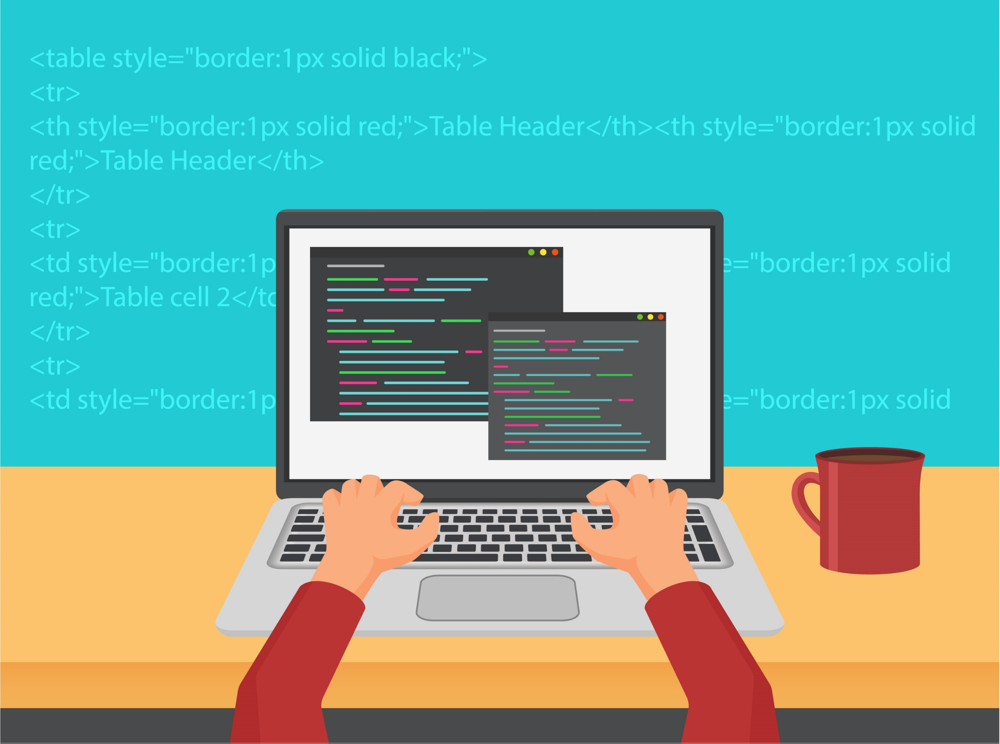 <table style="border:1px solid black;">
<tr>
<th style="border:1px solid red;">Table Header</th><th style="border:1px solid
red;">Table Header</th>
</tr>
<tr>
<td style="border:1p e="border:1px solid
red;">Table cell 2</t
</tr>
<tr>
<td style="border:1p e="border:1px solid